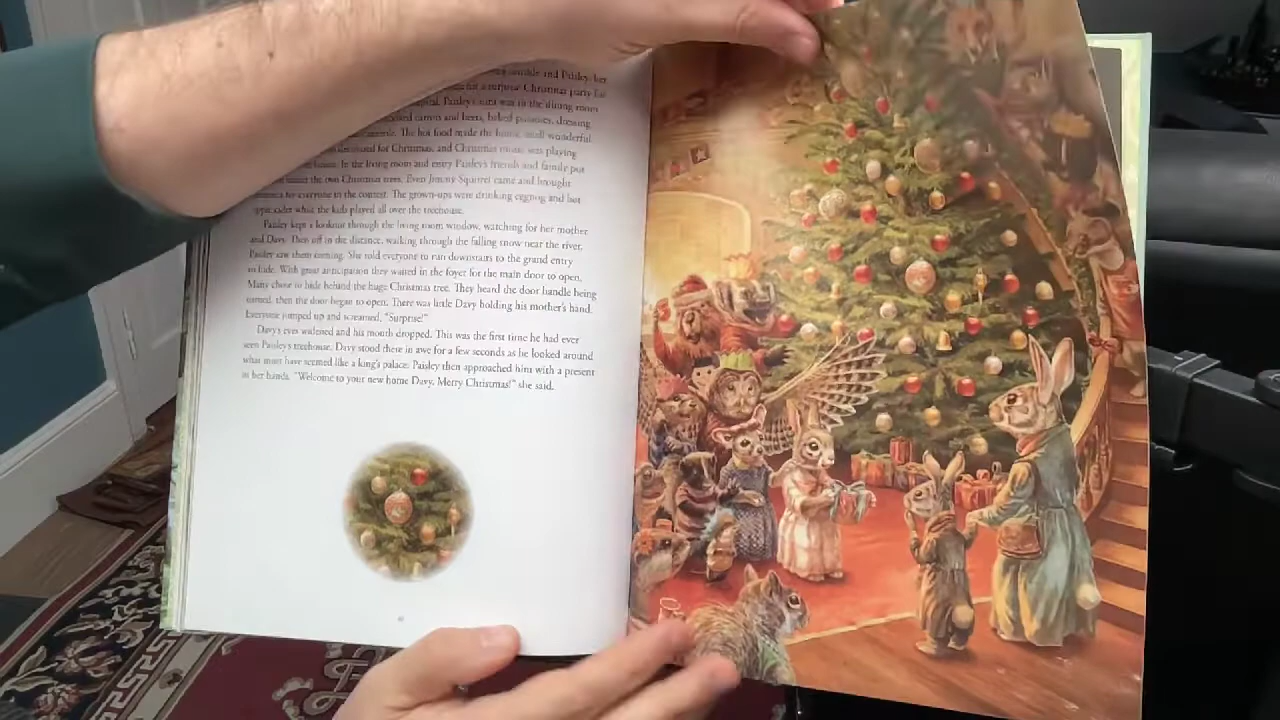 and Paisley, her
for a surprise Christmas party for
Paisley's aunt was in the dining room
carrots and beets, baked potatoes, dressing
The hot food made the house smell wonderful.
for Christmas, and Christmas music was playing
In the living room and entry Paisley's friends and family put
the own Christmas trees. Even Jimmy Squirrel came and brought
for everyone in the contest. The grown-ups were drinking eggnog and hot
apple cider while the kids played all over the treehouse.
Paisley kept a lookout through the living room window, watching for her mother
and Davy. Then off in the distance, walking through the falling snow near the river,
Paisley saw them coming. She told everyone to run downstairs to the grand entry
to hide. With great anticipation they waited in the foyer for the main door to open.
Many chose to hide behind the huge Christmas tree. They heard the door handle being
turned, then the door began to open. There was little Davy holding his mother's hand.
Everyone jumped up and screamed, "Surprise!"
Davy's eyes widened and his mouth dropped. This was the first time he had ever
seen Paisley's treehouse. Davy stood there in awe for a few seconds as he looked around
what must have seemed like a king's palace. Paisley then approached him with a present
in her hands. "Welcome to your new home Davy. Merry Christmas!" she said.